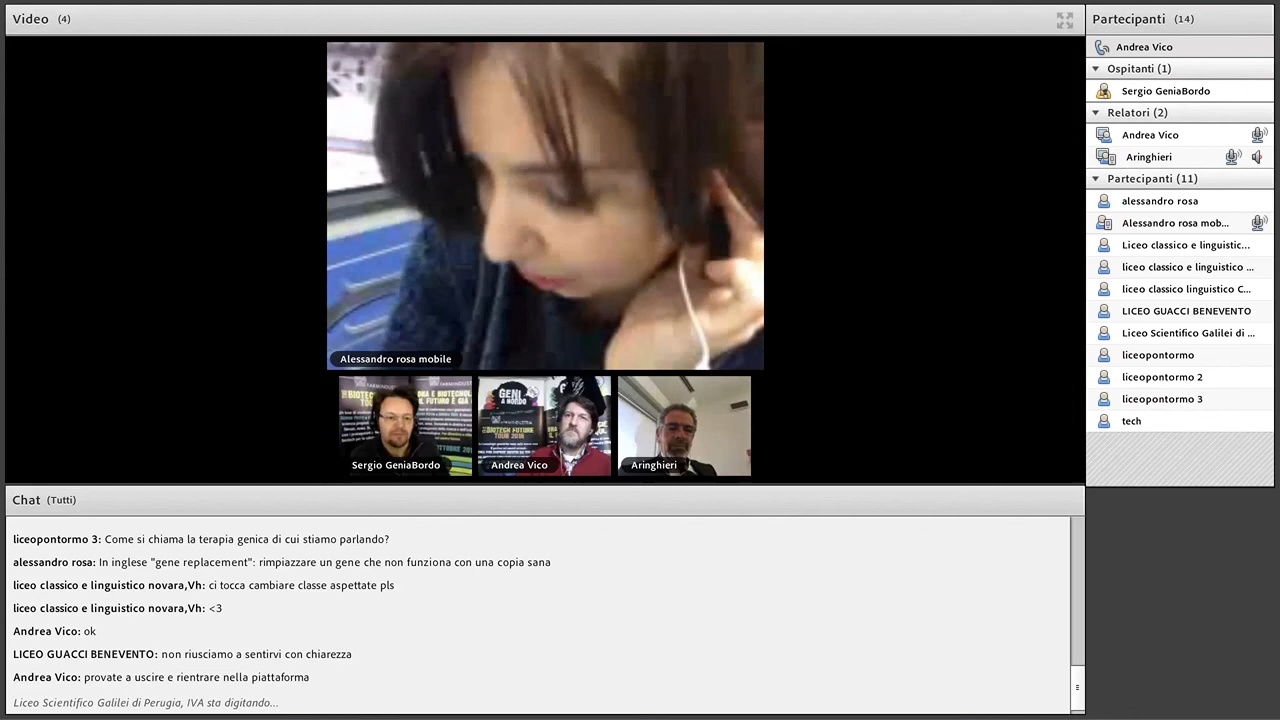 Video (4)
Alessandro rosa mobile
FARMINDUSTRIA
GENI
A BORDO
BIOTECH FUTURE
TOUR 2018
Sergio GeniaBordo
Andrea Vico
Aringhieri
Chat (Tutti)
liceopontormo 3: Come si chiama la terapia genica di cui stiamo parlando?
alessandro rosa: In inglese "gene replacement": rimpiazzare un gene che non funziona con una copia sana
liceo classico e linguistico novara,Vh: ci tocca cambiare classe aspettate pls
liceo classico e linguistico novara,Vh: <3
Andrea Vico: ok
LICEO GUACCI BENEVENTO: non riusciamo a sentirvi con chiarezza
Andrea Vico: provate a uscire e rientrare nella piattaforma
Liceo Scientifico Galilei di Perugia, IVA sta digitando...
Partecipanti (14)
Andrea Vico
Ospitanti (1)
Sergio GeniaBordo
Relatori (2)
Andrea Vico
Aringhieri
Partecipanti (11)
alessandro rosa
Alessandro rosa mob...
Liceo classico e linguistic...
liceo classico e linguistico ...
liceo classico linguistico C...
LICEO GUACCI BENEVENTO
Liceo Scientifico Galilei di ...
liceopontormo
liceopontormo 2
liceopontormo 3
tech